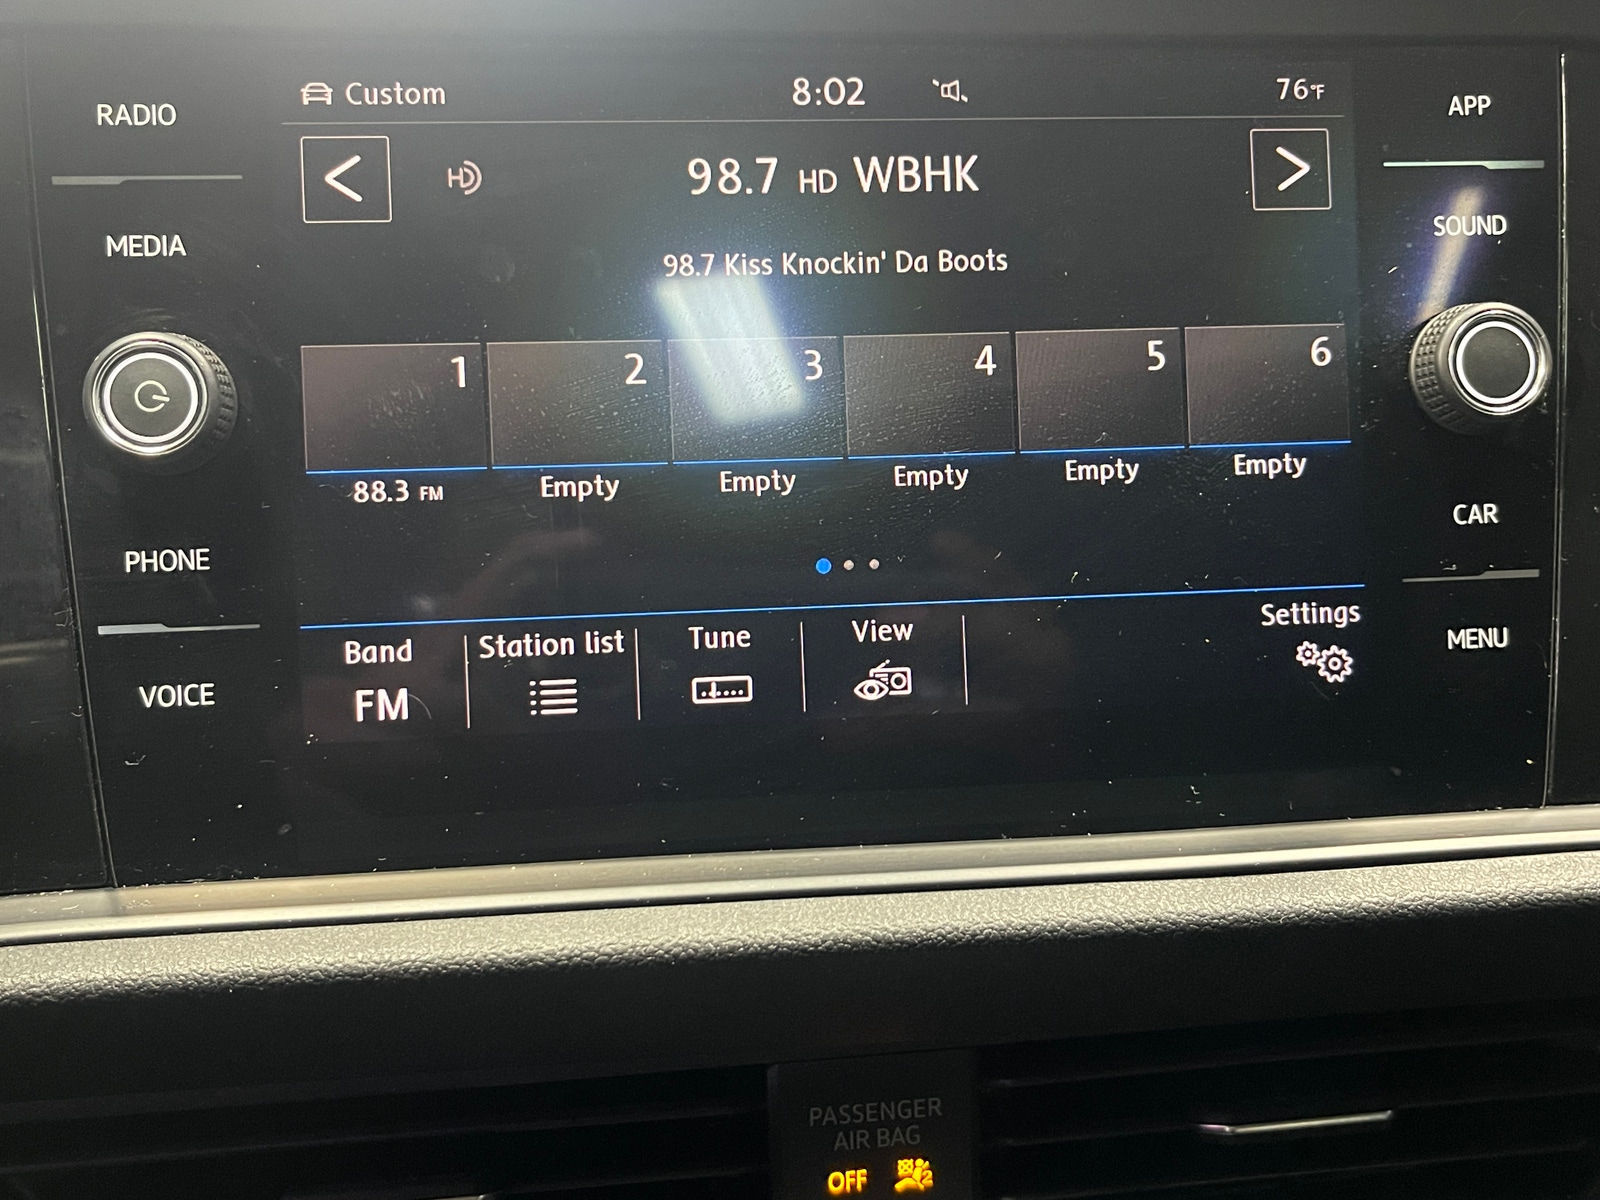 RADIO
MEDIA
PHONE
VOICE
Custom
8:02
76°F
HD
98.7 HD WBHK
98.7 Kiss Knockin' Da Boots
1
2
3
4
5
6
88.3 FM
Empty
Empty
Empty
Empty
Empty
Band
FM
Station list
Tune
View
Settings
APP
SOUND
CAR
MENU
PASSENGER
AIR BAG
OFF
2